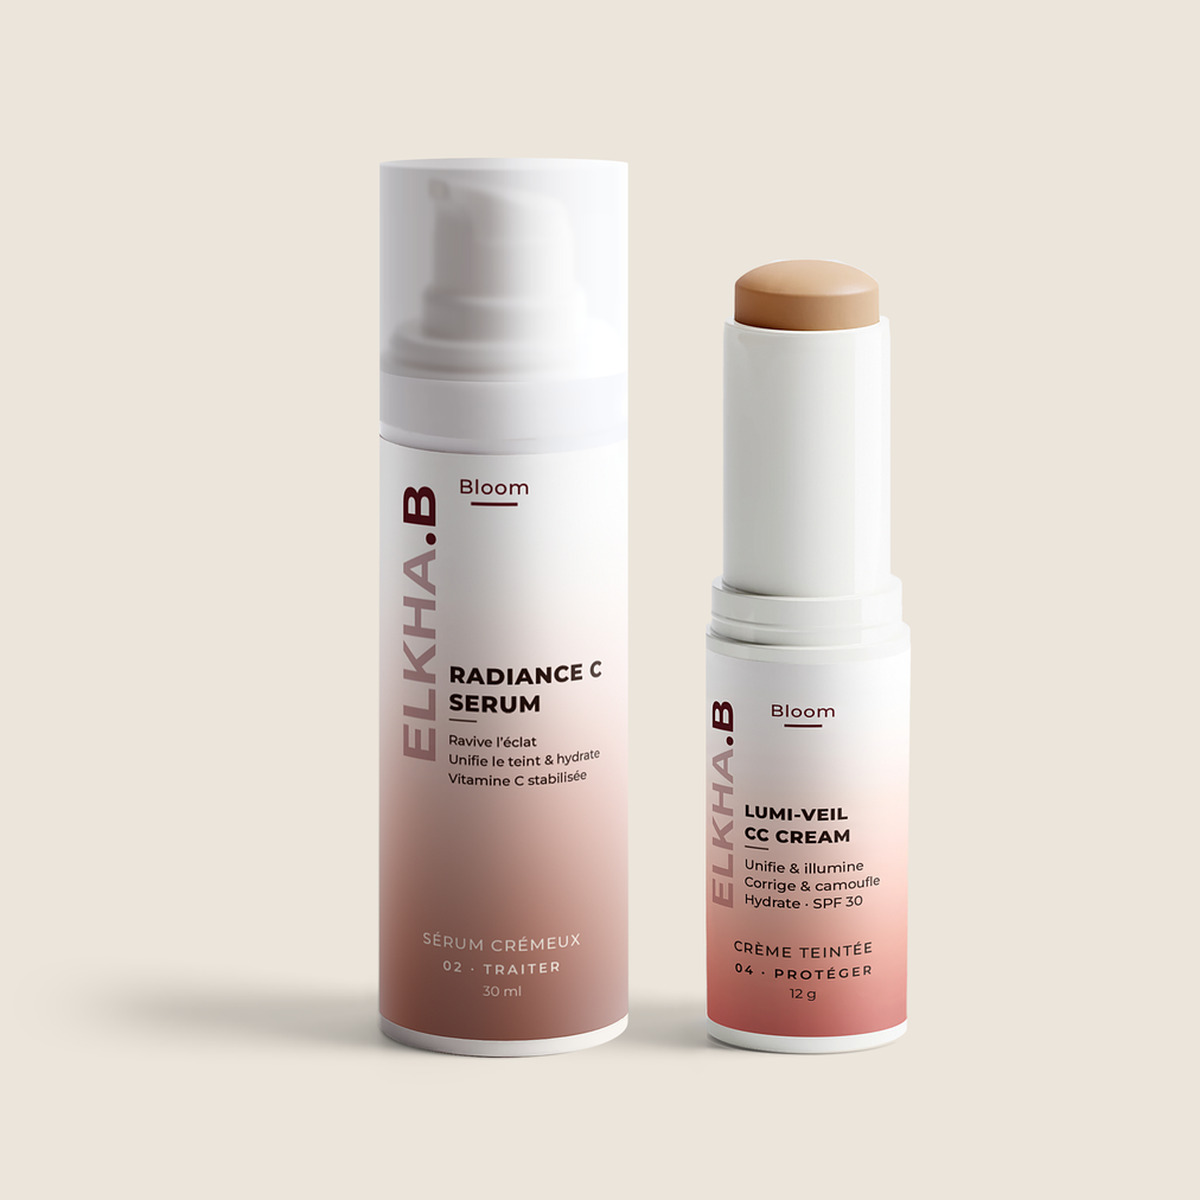 Bloom
ELKHA.B
RADIANCE C
SERUM
Ravive l'éclat
Unifie le teint & hydrate
Vitamine C stabilisée
SÉRUM CRÉMEUX
02 · TRAITER
30 ml
Bloom
ELKHA.B
LUMI-VEIL
CC CREAM
Unifie & illumine
Corrige & camoufle
Hydrate · SPF 30
CRÈME TEINTÉE
04 · PROTÉGER
12 g